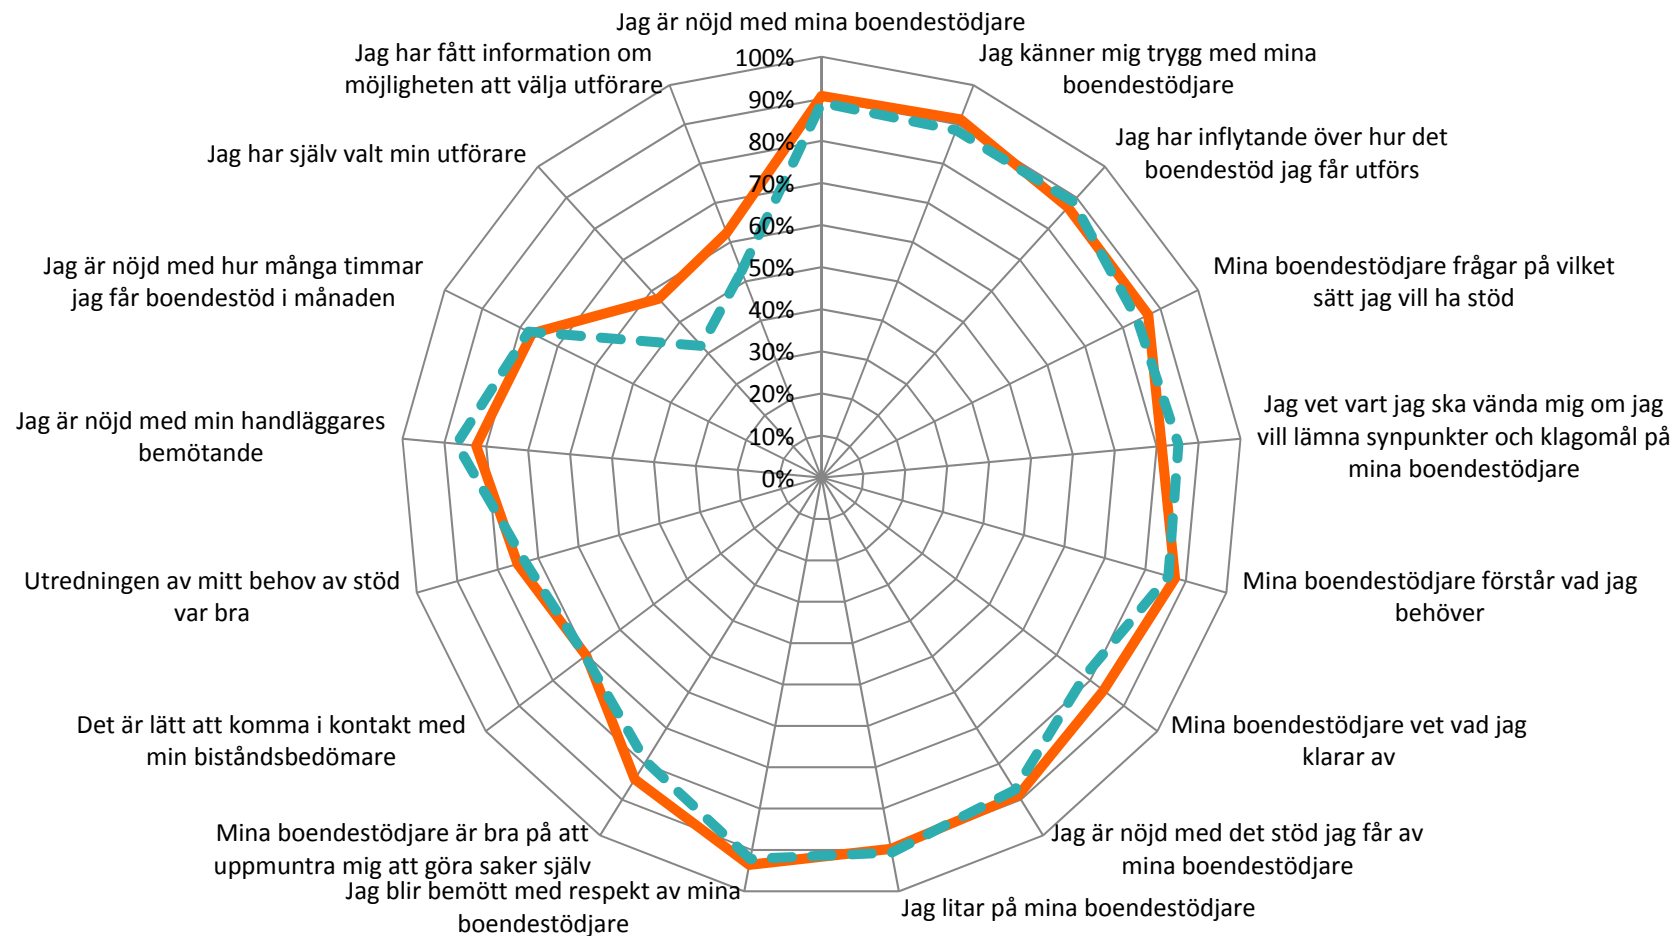 Jag är nöjd med mina boendestödjare
Jag känner mig trygg med mina
boendestödjare
Jag har inflytande över hur det
boendestöd jag får utförs
Mina boendestödjare frågar på vilket
sätt jag vill ha stöd
Jag vet vart jag ska vända mig om jag
vill lämna synpunkter och klagomål på
mina boendestödjare
Mina boendestödjare förstår vad jag
behöver
Mina boendestödjare vet vad jag
klarar av
Jag är nöjd med det stöd jag får av
mina boendestödjare
Jag litar på mina boendestödjare
Jag blir bemött med respekt av mina
boendestödjare
Mina boendestödjare är bra på att
uppmuntra mig att göra saker själv
Det är lätt att komma i kontakt med
min biståndsbedömare
Utredningen av mitt behov av stöd
var bra
Jag är nöjd med min handläggares
bemötande
Jag är nöjd med hur många timmar
jag får boendestöd i månaden
Jag har själv valt min utförare
Jag har fått information om
möjligheten att välja utförare
100%
90%
80%
70%
60%
50%
40%
30%
20%
10%
0%